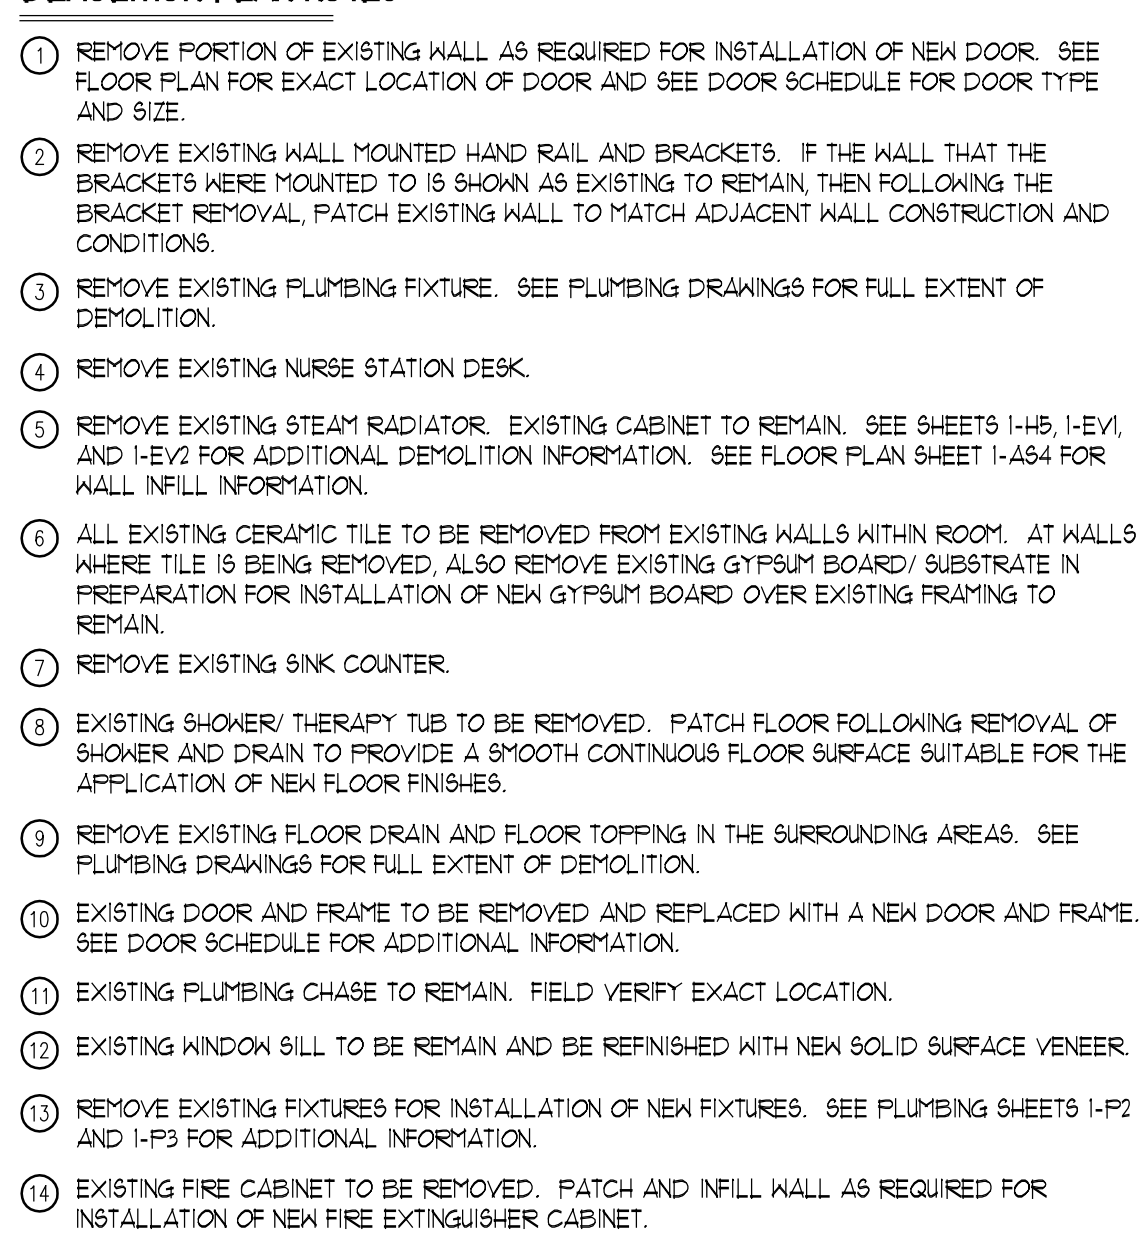 DEMOLITION PLAN NOTES
1 REMOVE PORTION OF EXISTING WALL AS REQUIRED FOR INSTALLATION OF NEW DOOR. SEE
FLOOR PLAN FOR EXACT LOCATION OF DOOR AND SEE DOOR SCHEDULE FOR DOOR TYPE
AND SIZE.
2 REMOVE EXISTING WALL MOUNTED HAND RAIL AND BRACKETS. IF THE WALL THAT THE
BRACKETS WERE MOUNTED TO IS SHOWN AS EXISTING TO REMAIN, THEN FOLLOWING THE
BRACKET REMOVAL, PATCH EXISTING WALL TO MATCH ADJACENT WALL CONSTRUCTION AND
CONDITIONS.
3 REMOVE EXISTING PLUMBING FIXTURE. SEE PLUMBING DRAWINGS FOR FULL EXTENT OF
DEMOLITION.
4 REMOVE EXISTING NURSE STATION DESK.
5 REMOVE EXISTING STEAM RADIATOR. EXISTING CABINET TO REMAIN. SEE SHEETS 1-H5, 1-EV1,
AND 1-EV2 FOR ADDITIONAL DEMOLITION INFORMATION. SEE FLOOR PLAN SHEET 1-AS4 FOR
WALL INFILL INFORMATION.
6 ALL EXISTING CERAMIC TILE TO BE REMOVED FROM EXISTING WALLS WITHIN ROOM. AT WALLS
WHERE TILE IS BEING REMOVED, ALSO REMOVE EXISTING GYPSUM BOARD/ SUBSTRATE IN
PREPARATION FOR INSTALLATION OF NEW GYPSUM BOARD OVER EXISTING FRAMING TO
REMAIN.
7 REMOVE EXISTING SINK COUNTER.
8 EXISTING SHOWER/ THERAPY TUB TO BE REMOVED. PATCH FLOOR FOLLOWING REMOVAL OF
SHOWER AND DRAIN TO PROVIDE A SMOOTH CONTINUOUS FLOOR SURFACE SUITABLE FOR THE
APPLICATION OF NEW FLOOR FINISHES.
9 REMOVE EXISTING FLOOR DRAIN AND FLOOR TOPPING IN THE SURROUNDING AREAS. SEE
PLUMBING DRAWINGS FOR FULL EXTENT OF DEMOLITION.
10 EXISTING DOOR AND FRAME TO BE REMOVED AND REPLACED WITH A NEW DOOR AND FRAME.
SEE DOOR SCHEDULE FOR ADDITIONAL INFORMATION.
11 EXISTING PLUMBING CHASE TO REMAIN. FIELD VERIFY EXACT LOCATION.
12 EXISTING WINDOW SILL TO BE REMAIN AND BE REFINISHED WITH NEW SOLID SURFACE VENEER.
13 REMOVE EXISTING FIXTURES FOR INSTALLATION OF NEW FIXTURES. SEE PLUMBING SHEETS 1-P2
AND 1-P3 FOR ADDITIONAL INFORMATION.
14 EXISTING FIRE CABINET TO BE REMOVED. PATCH AND INFILL WALL AS REQUIRED FOR
INSTALLATION OF NEW FIRE EXTINGUISHER CABINET.